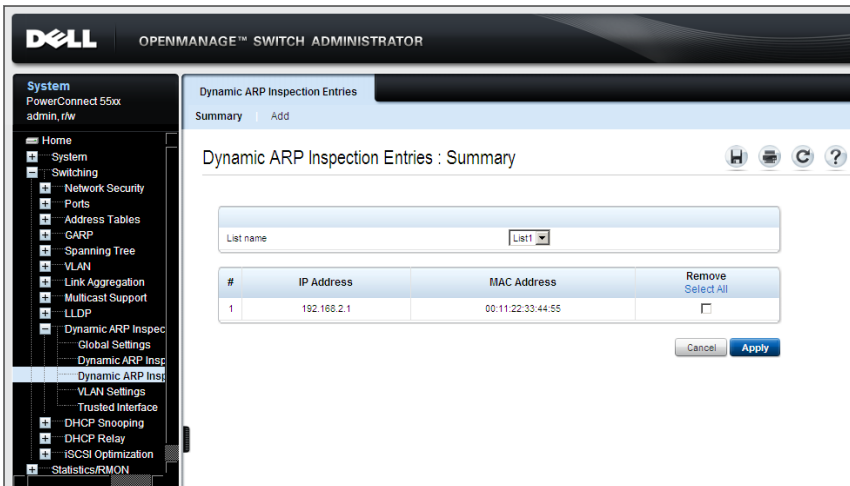 DELL OPENMANAGE™ SWITCH ADMINISTRATOR
System
PowerConnect 55xx
admin, r/w
Home
System
Switching
Network Security
Ports
Address Tables
GARP
Spanning Tree
VLAN
Link Aggregation
Multicast Support
LLDP
Dynamic ARP Inspec
Global Settings
Dynamic ARP Insp
Dynamic ARP Insp
VLAN Settings
Trusted Interface
DHCP Snooping
DHCP Relay
iSCSI Optimization
Statistics/RMON
Dynamic ARP Inspection Entries
Summary Add
Dynamic ARP Inspection Entries : Summary
?
List name List1
# IP Address MAC Address Remove
Select All
1 192.168.2.1 00:11:22:33:44:55
Cancel Apply